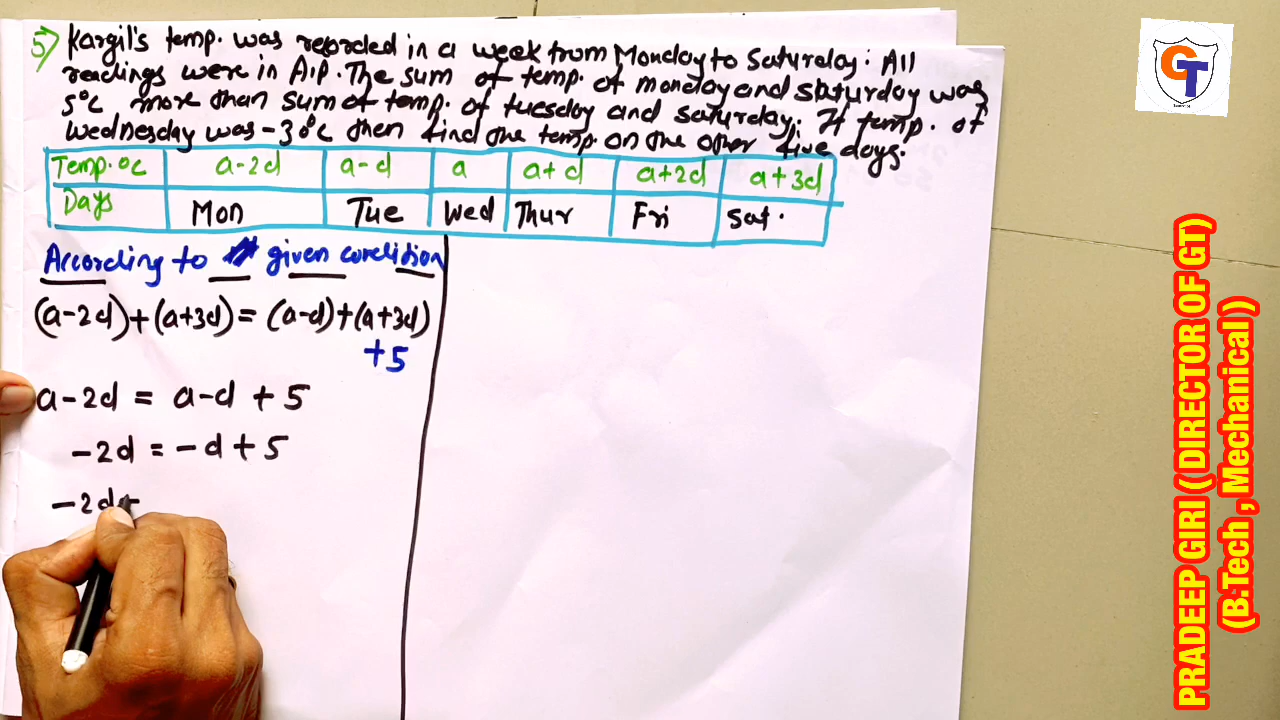 5) Kargil's temp. was recorded in a week from Monday to Saturday. All
readings were in A.P. The sum of temp. of monday and saturday was
5°C more than sum of temp. of tuesday and saturday. If temp. of
Wednesday was -30°C then find the temp. on the other five days.
Temp. °C a-2d a-d a a+d a+2d a+3d
Days Mon Tue Wed Thur Fri Sat.
According to given condition
(a-2d)+(a+3d) = (a-d)+(a+3d)
+5
a-2d = a-d + 5
-2d = -d + 5
-2d
GT
PRADEEP GIRI (( DIRECTOR OF GT)
(B.Tech , Mechanical )